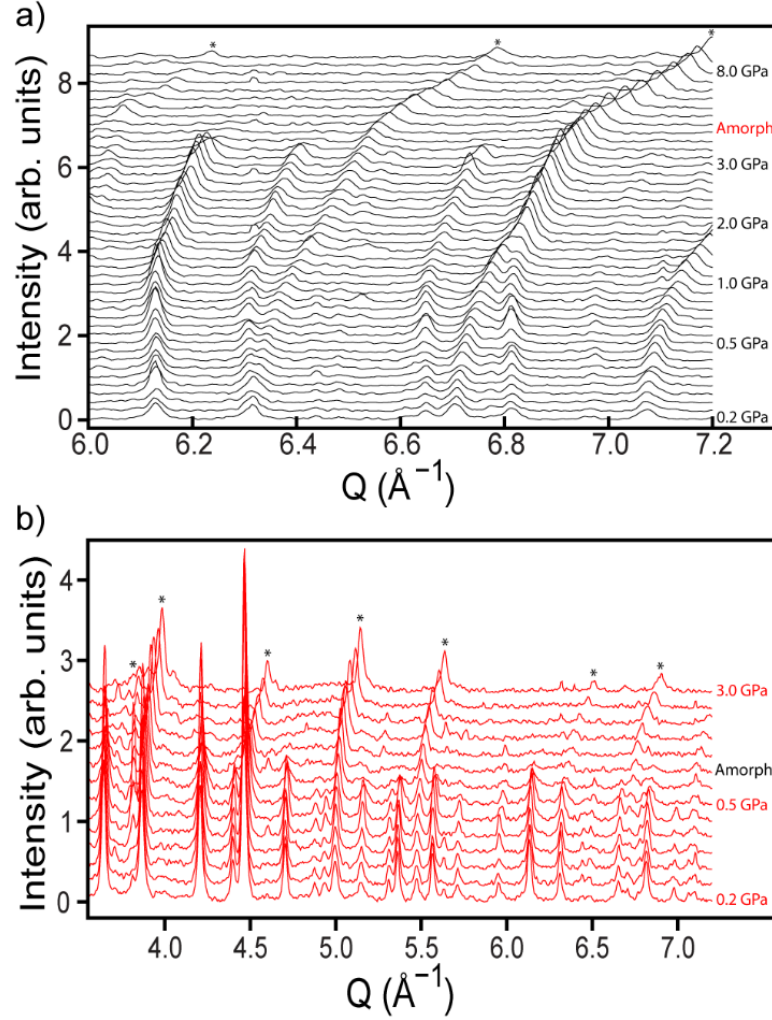 a)
*
*
*
Intensity (arb. units)
8
6
4
2
0
8.0 GPa
Amorph
3.0 GPa
2.0 GPa
1.0 GPa
0.5 GPa
0.2 GPa
6.0
6.2
6.4
6.6
6.8
7.0
7.2
Q (Å⁻¹)
b)
*
*
*
*
*
*
*
Intensity (arb. units)
4
3
2
1
0
3.0 GPa
Amorph
0.5 GPa
0.2 GPa
4.0
4.5
5.0
5.5
6.0
6.5
7.0
Q (Å⁻¹)